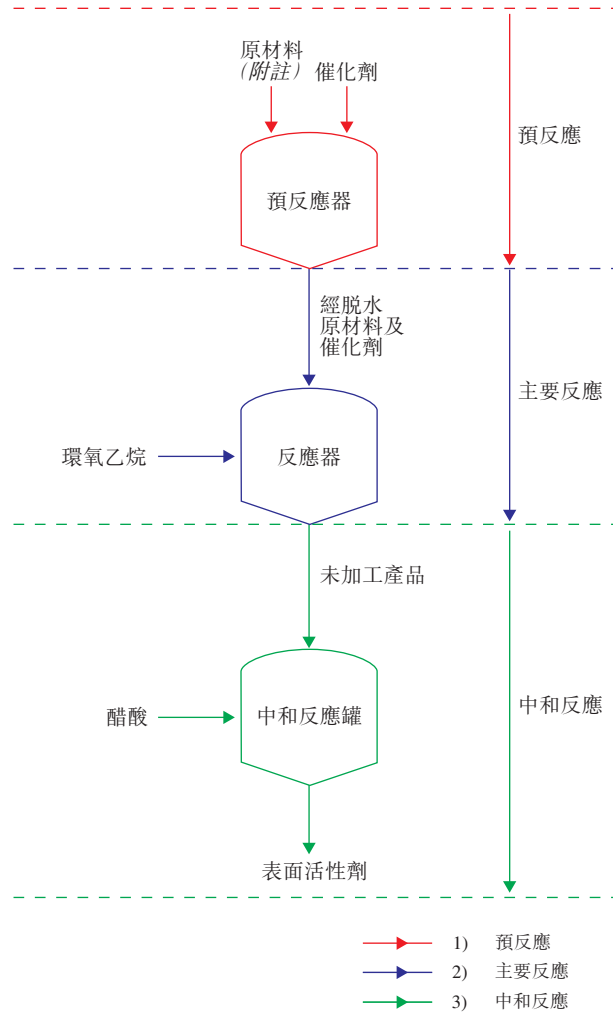 原材料
(附註) 催化劑
預反應
預反應器
經脫水
原材料及
催化劑
主要反應
環氧乙烷
反應器
未加工產品
中和反應
醋酸
中和反應罐
表面活性劑
1) 預反應
2) 主要反應
3) 中和反應